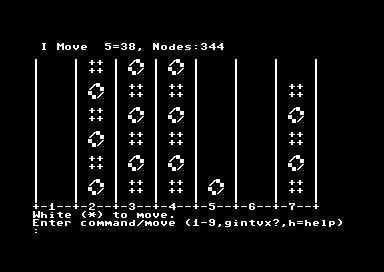 I Move  5=38, Nodes:344
+-1--+-2--+-3--+-4--+-5--+-6--+-7--+
White (*) to move.
Enter command/move (1-9,gintvx?,h=help)
: